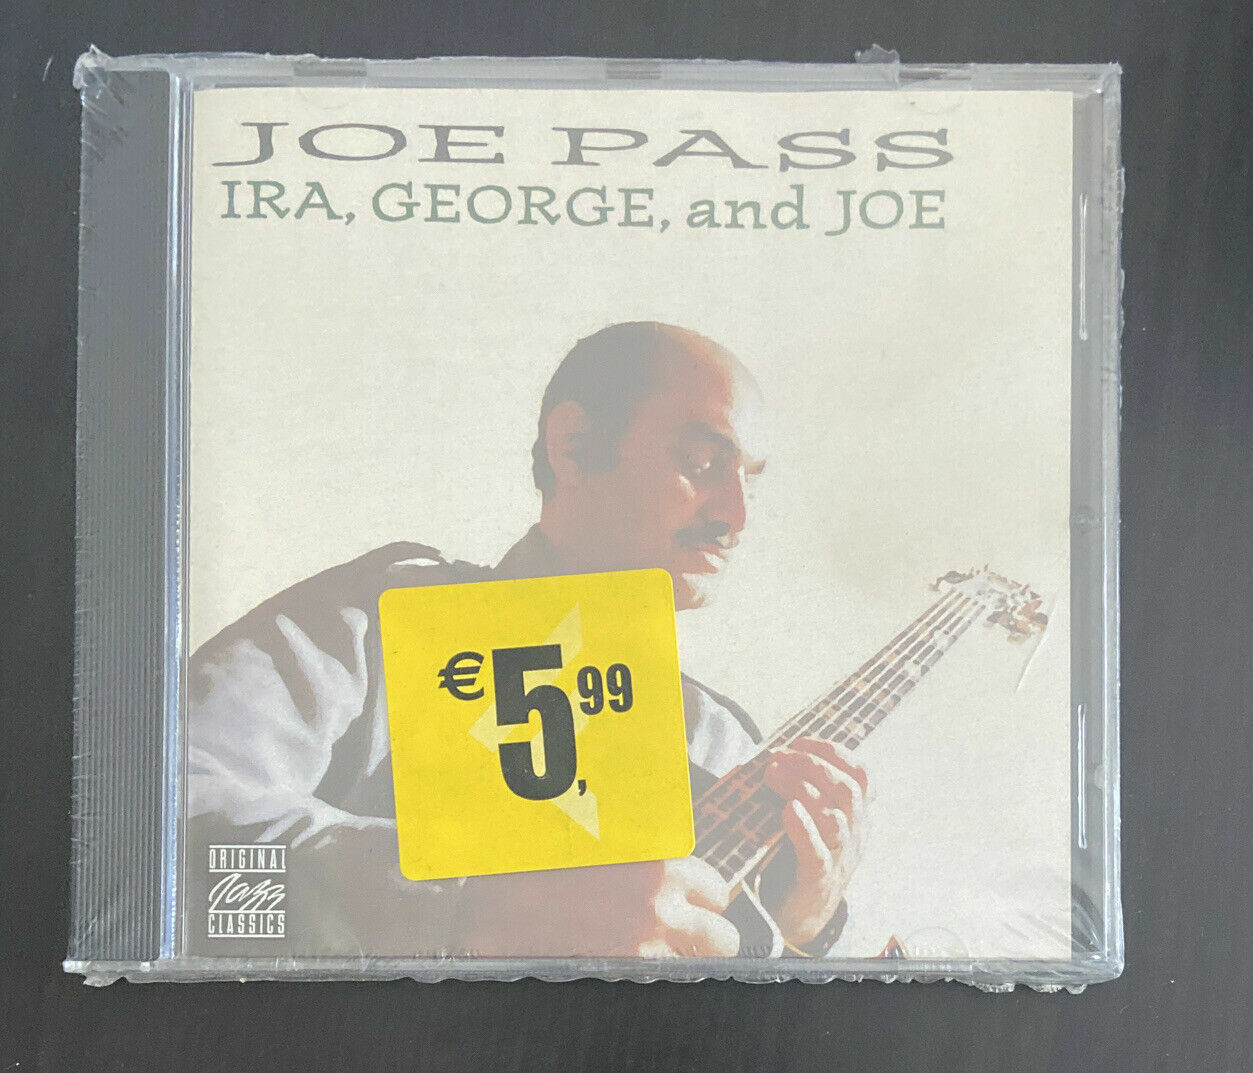 JOE PASS
IRA, GEORGE, and JOE
€5,99
ORIGINAL
Jazz
CLASSICS